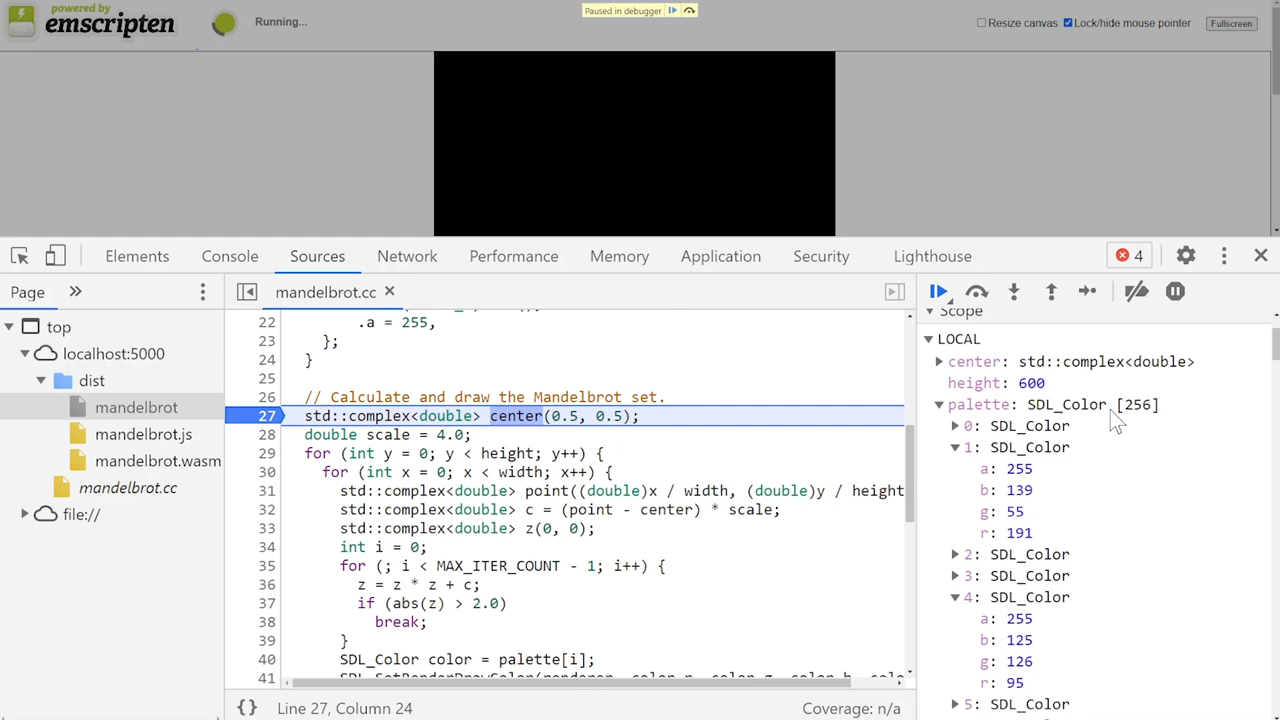 powered by
emscripten
Running...
Paused in debugger
Resize canvas
Lock/hide mouse pointer
Fullscreen
Elements
Console
Sources
Network
Performance
Memory
Application
Security
Lighthouse
4
Page
mandelbrot.cc
top
localhost:5000
dist
mandelbrot
mandelbrot.js
mandelbrot.wasm
mandelbrot.cc
file://
22 .a = 255,
23 };
24 }
25
26 // Calculate and draw the Mandelbrot set.
27 std::complex<double> center(0.5, 0.5);
28 double scale = 4.0;
29 for (int y = 0; y < height; y++) {
30 for (int x = 0; x < width; x++) {
31 std::complex<double> point((double)x / width, (double)y / height
32 std::complex<double> c = (point - center) * scale;
33 std::complex<double> z(0, 0);
34 int i = 0;
35 for (; i < MAX_ITER_COUNT - 1; i++) {
36 z = z * z + c;
37 if (abs(z) > 2.0)
38 break;
39 }
40 SDL_Color color = palette[i];
41 SDL_SetRenderDrawColor(renderer, color.r, color.g, color.b, colo
{} Line 27, Column 24
Coverage: n/a
Scope
LOCAL
center: std::complex<double>
height: 600
palette: SDL_Color [256]
0: SDL_Color
1: SDL_Color
a: 255
b: 139
g: 55
r: 191
2: SDL_Color
3: SDL_Color
4: SDL_Color
a: 255
b: 125
g: 126
r: 95
5: SDL_Color